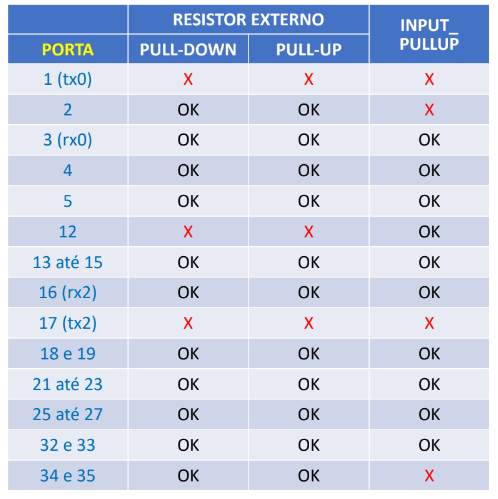 RESISTOR EXTERNO INPUT_
PULLUP
PORTA PULL-DOWN PULL-UP
1 (tx0) X X X
2 OK OK X
3 (rx0) OK OK OK
4 OK OK OK
5 OK OK OK
12 X X OK
13 até 15 OK OK OK
16 (rx2) OK OK OK
17 (tx2) X X X
18 e 19 OK OK OK
21 até 23 OK OK OK
25 até 27 OK OK OK
32 e 33 OK OK OK
34 e 35 OK OK X